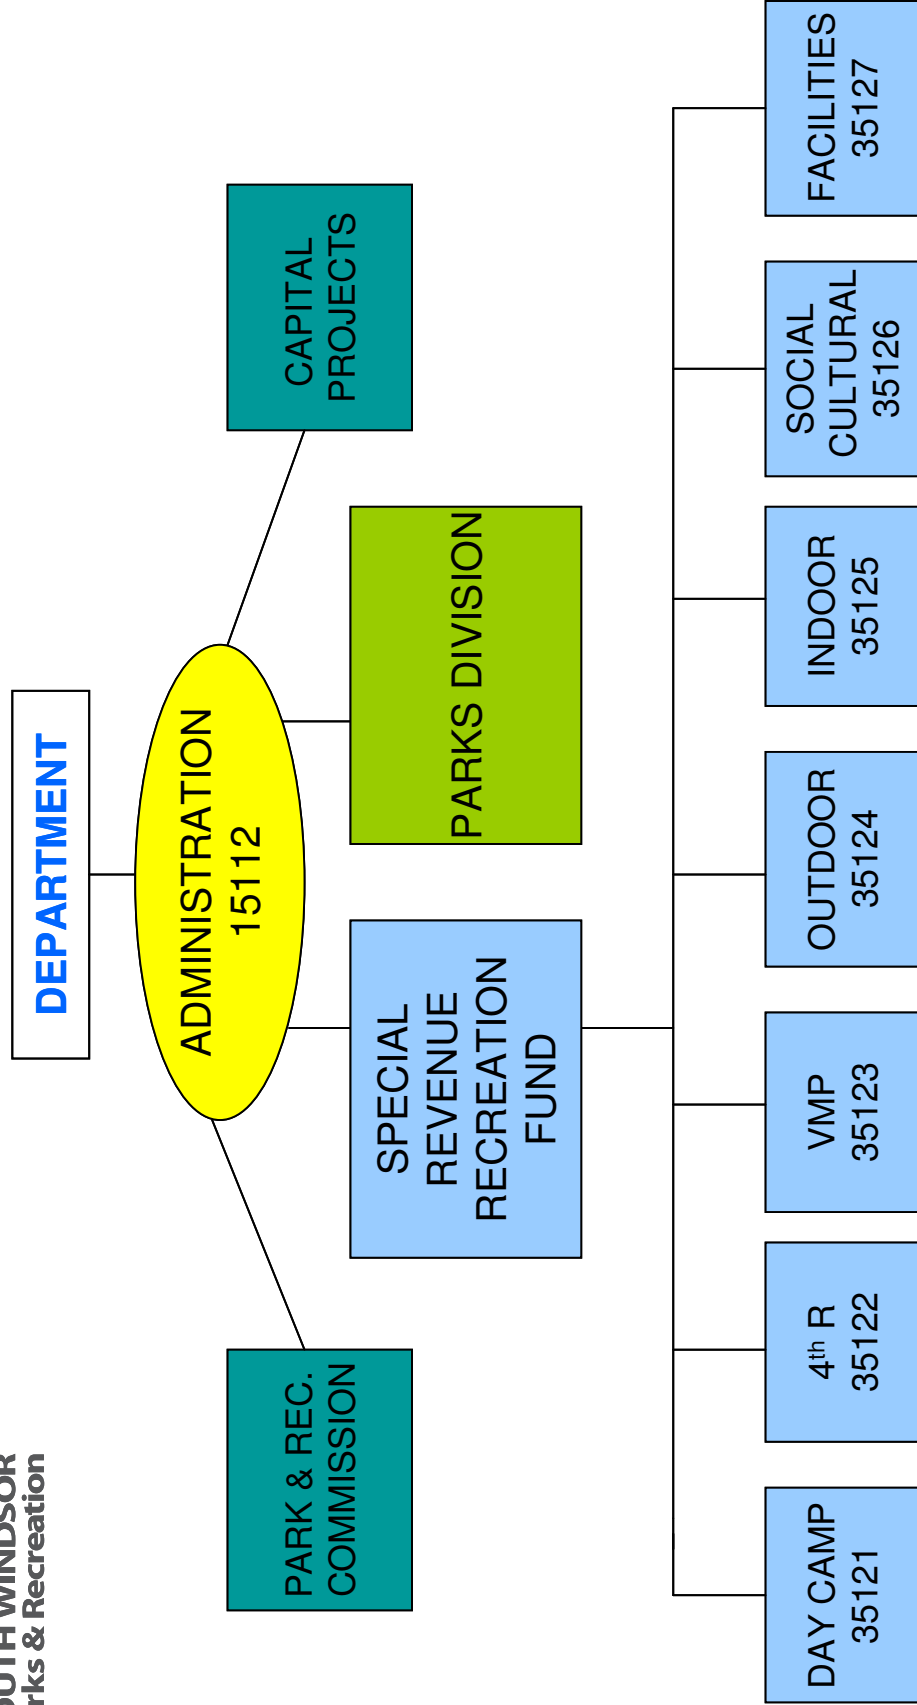 & Recreation
DEPARTMENT
ADMINISTRATION
15112
PARK & REC.
COMMISSION
CAPITAL
PROJECTS
SPECIAL
REVENUE
RECREATION
FUND
PARKS DIVISION
DAY CAMP
35121
4th R
35122
VMP
35123
OUTDOOR
35124
INDOOR
35125
SOCIAL
CULTURAL
35126
FACILITIES
35127